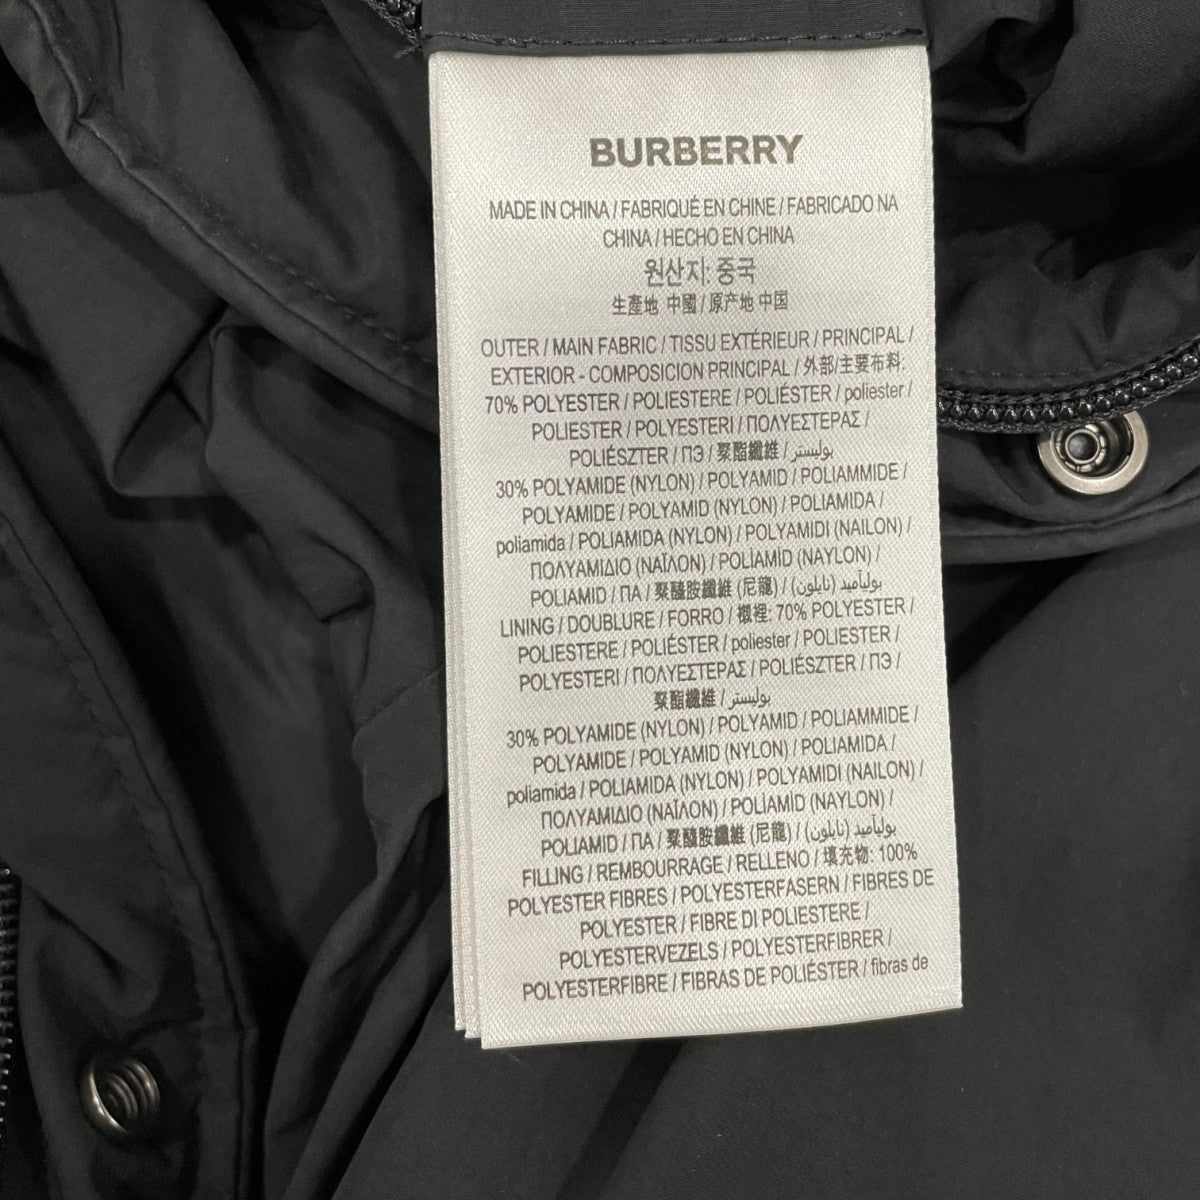 BURBERRY
MADE IN CHINA / FABRIQUÉ EN CHINE / FABRICADO NA
CHINA / HECHO EN CHINA
원산지: 중국
生產地 中國 / 原产地 中国
OUTER / MAIN FABRIC / TISSU EXTÉRIEUR / PRINCIPAL /
EXTERIOR - COMPOSICION PRINCIPAL / 外部/主要布料:
70% POLYESTER / POLIESTERE / POLIÉSTER / poliester /
POLIESTER / POLYESTERI / ΠΟΛΥΕΣΤΕΡΑΣ /
POLIÉSZTER / ПЭ / 聚酯纖維 / بوليستر
30% POLYAMIDE (NYLON) / POLYAMID / POLIAMMIDE /
POLYAMIDE / POLYAMID (NYLON) / POLIAMIDA /
poliamida / POLIAMIDA (NYLON) / POLYAMIDI (NAILON) /
ΠΟΛΥΑΜΙΔΙΟ (ΝΑΪΛΟΝ) / POLİAMİD (NAYLON) /
POLIAMID / ПА / 聚醯胺纖維 (尼龍) / بوليآميد (نايلون) /
LINING / DOUBLURE / FORRO / 襯裡: 70% POLYESTER /
POLIESTERE / POLIÉSTER / poliester / POLIESTER /
POLYESTERI / ΠΟΛΥΕΣΤΕΡΑΣ / POLIÉSZTER / ПЭ /
聚酯纖維 / بوليستر
30% POLYAMIDE (NYLON) / POLYAMID / POLIAMMIDE /
POLYAMIDE / POLYAMID (NYLON) / POLIAMIDA /
poliamida / POLIAMIDA (NYLON) / POLYAMIDI (NAILON) /
ΠΟΛΥΑΜΙΔΙΟ (ΝΑΪΛΟΝ) / POLİAMİD (NAYLON) /
POLIAMID / ПА / 聚醯胺纖維 (尼龍) / بوليآميد (نايلون) /
FILLING / REMBOURRAGE / RELLENO / 填充物: 100%
POLYESTER FIBRES / POLYESTERFASERN / FIBRES DE
POLYESTER / FIBRE DI POLIESTERE /
POLYESTERVEZELS / POLYESTERFIBRER /
POLYESTERFIBRE / FIBRAS DE POLIÉSTER / fibras de